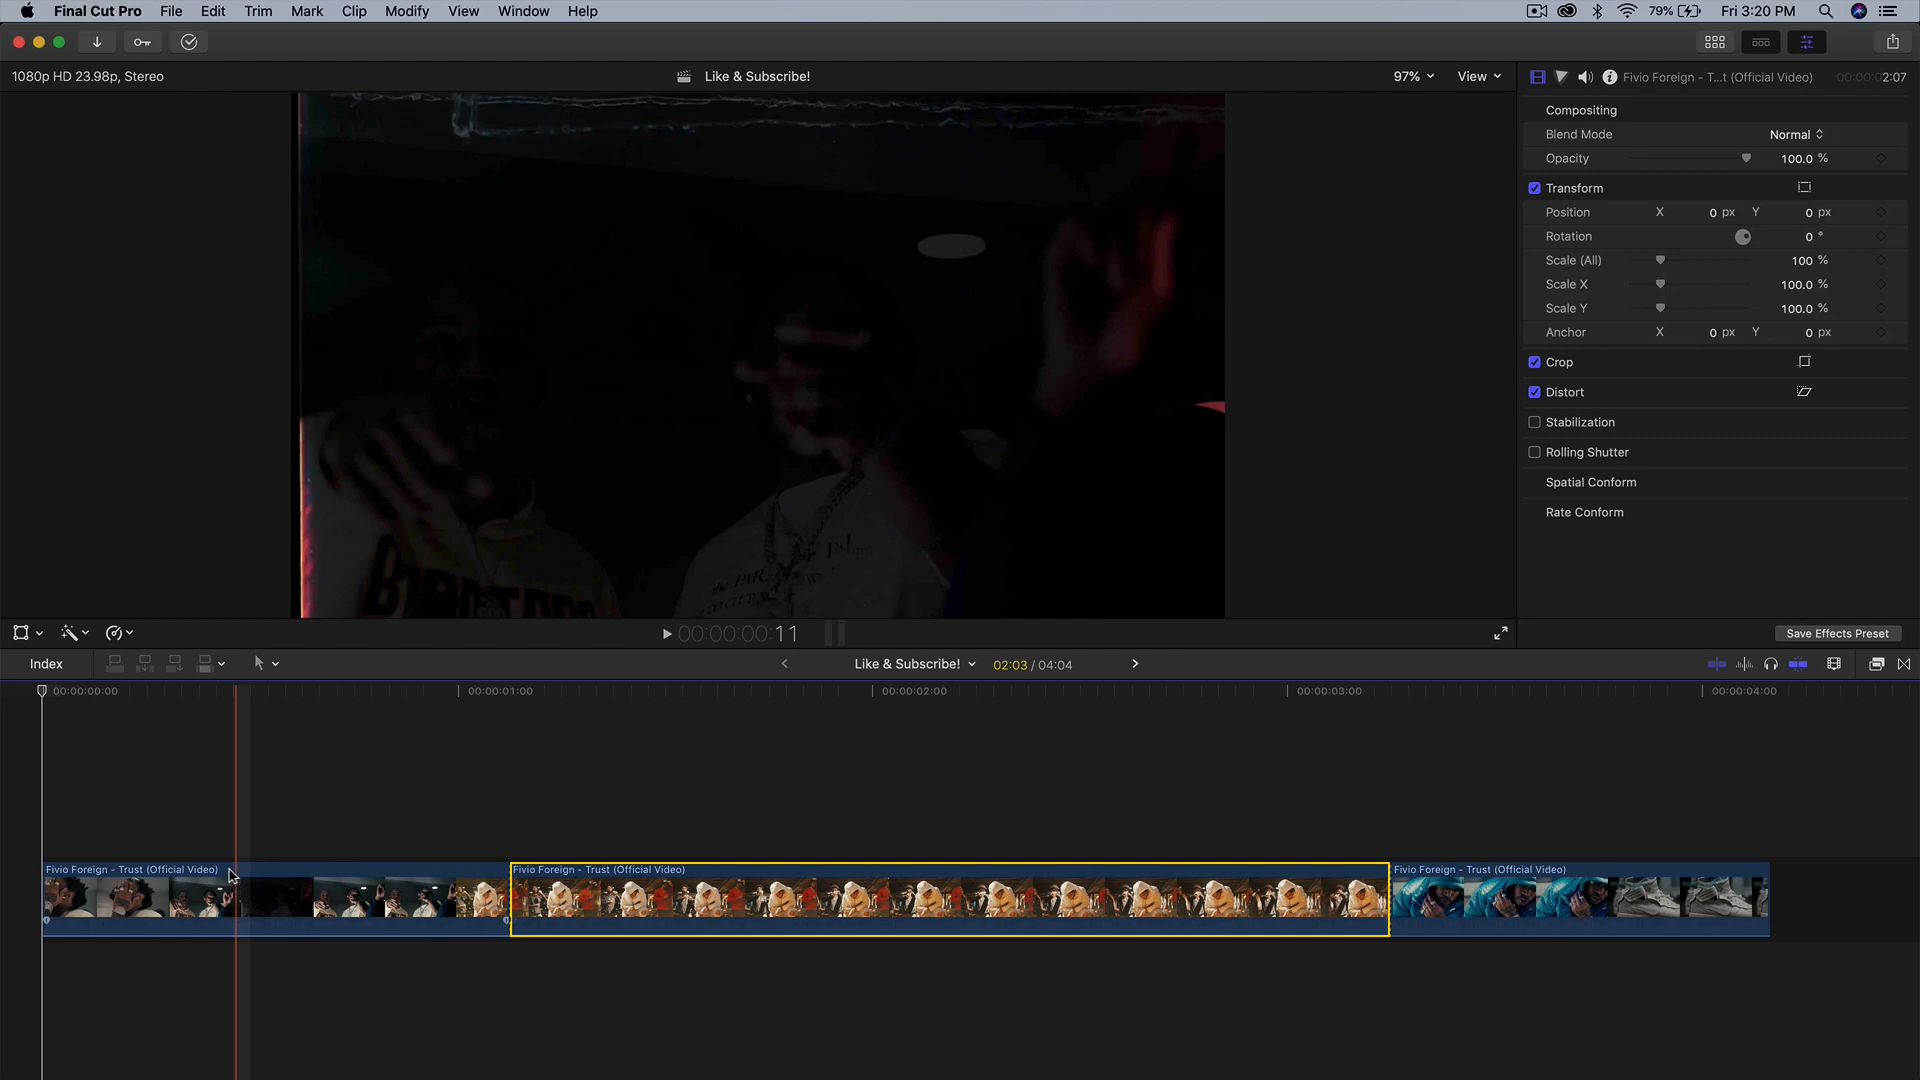 Final Cut Pro File Edit Trim Mark Clip Modify View Window Help 79% Fri 3:20 PM
1080p HD 23.98p, Stereo Like & Subscribe! 97% View Fivio Foreign - T...t (Official Video) 00:00:02:07
Compositing
Blend Mode Normal
Opacity 100.0 %
Transform
Position X 0 px Y 0 px
Rotation 0 °
Scale (All) 100 %
Scale X 100.0 %
Scale Y 100.0 %
Anchor X 0 px Y 0 px
Crop
Distort
Stabilization
Rolling Shutter
Spatial Conform
Rate Conform
00:00:00:11 Save Effects Preset
Index Like & Subscribe! 02:03 / 04:04
00:00:00:00 00:00:01:00 00:00:02:00 00:00:03:00 00:00:04:00
Fivio Foreign - Trust (Official Video) Fivio Foreign - Trust (Official Video) Fivio Foreign - Trust (Official Video)